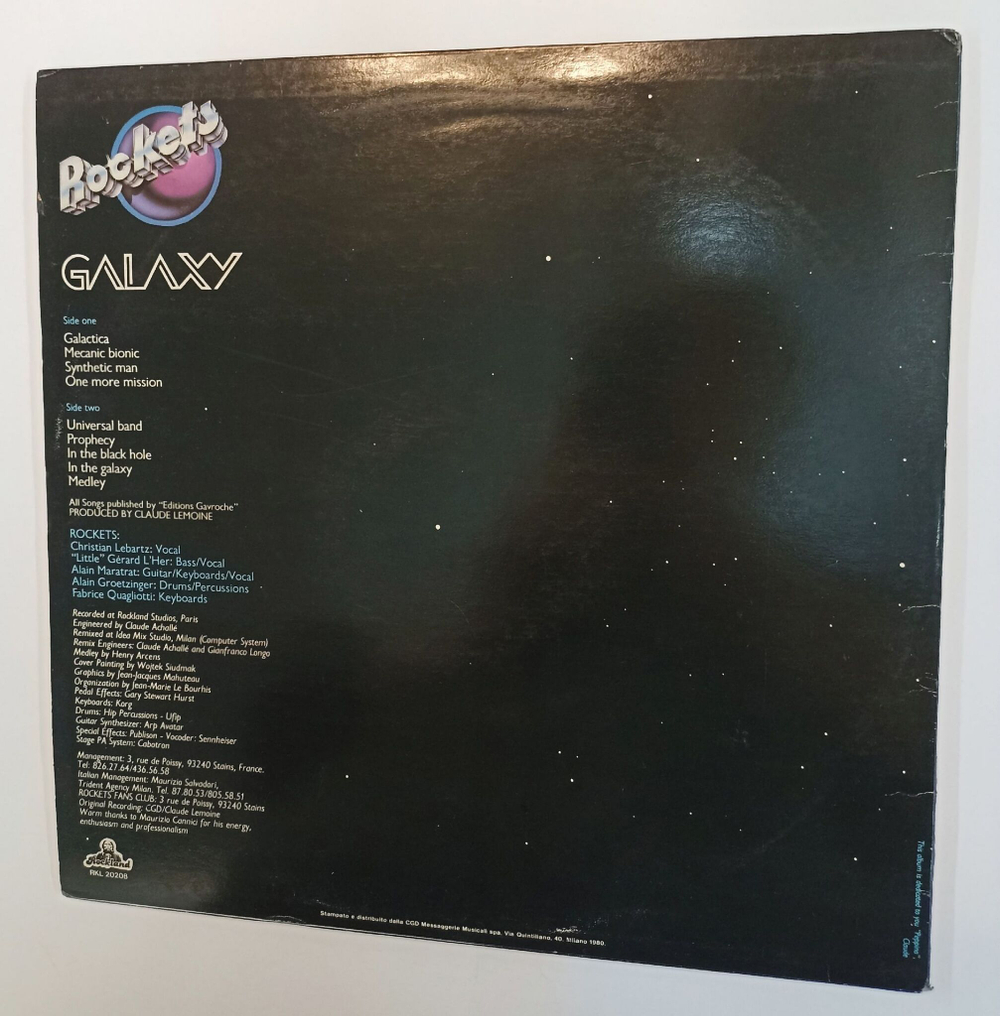 Rockets
GALAXY
Side one
Galactica
Mecanic bionic
Synthetic man
One more mission
Side two
Universal band
Prophecy
In the black hole
In the galaxy
Medley
All Songs published by "Editions Gavroche"
PRODUCED BY CLAUDE LEMOINE
ROCKETS:
Christian Lebartz: Vocal
"Little" Gérard L'Her: Bass/Vocal
Alain Maratrat: Guitar/Keyboards/Vocal
Alain Groetzinger: Drums/Percussions
Fabrice Quagliotti: Keyboards
Recorded at Rockland Studios, Paris
Engineered by Claude Achallé
Remixed at Idea Mix Studio, Milan (Computer System)
Remix Engineers: Claude Achallé and Gianfranco Longo
Medley by Henry Arcens
Cover Painting by Wojtek Siudmak
Graphics by Jean-Jacques Mahuteau
Organization by Jean-Marie Le Bourhis
Pedal Effects: Gary Stewart Hurst
Keyboards: Korg
Drums: Hip Percussions - Ufip
Guitar Synthesizer: Arp Avatar
Special Effects: Publison - Vocoder: Sennheiser
Stage PA System: Cabotron
Management: 3, rue de Poissy, 93240 Stains, France.
Tel: 826.27.64/436.56.58
Italian Management: Maurizio Salvadori,
Trident Agency Milan. Tel. 87.80.53/805.58.51
ROCKETS FANS CLUB: 3 rue de Poissy, 93240 Stains
Original Recording: CGD/Claude Lemoine
Warm thanks to Maurizio Cannici for his energy,
enthusiasm and professionalism
Rockland
RKL 20208
Stampato e distribuito dalla CGD Messaggerie Musicali spa. Via Quintiliano, 40. Milano 1980.
This album is dedicated to you "Peppino"
Claude